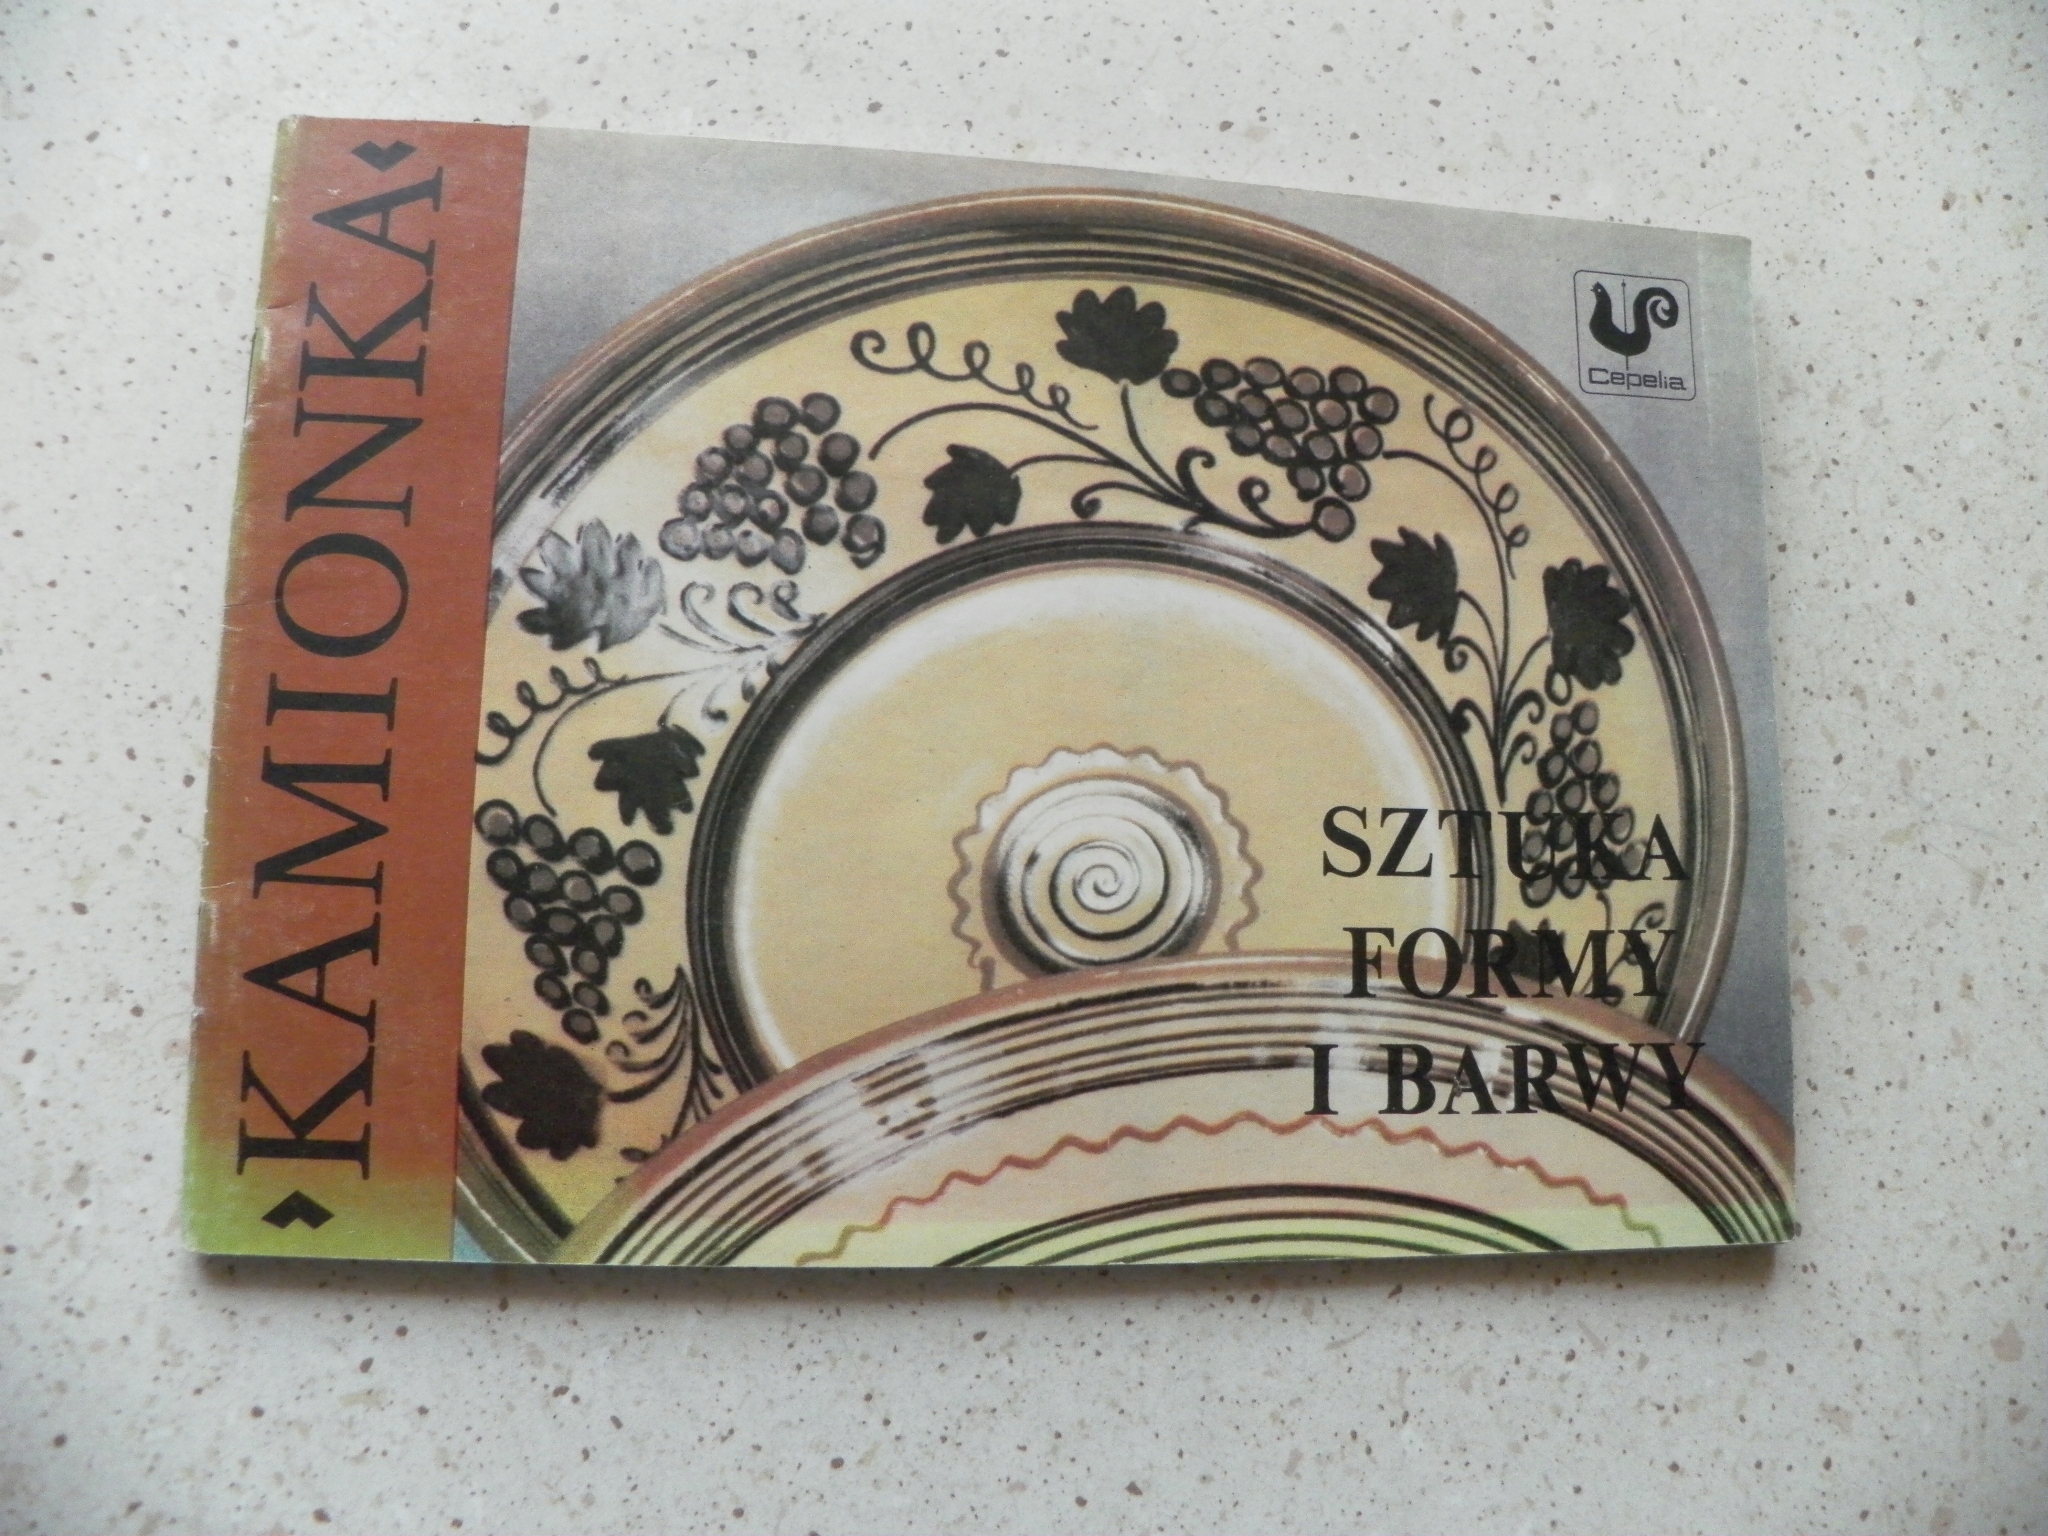 KAMIONKA
Cepelia
SZTUKA
FORMY
I BARWY